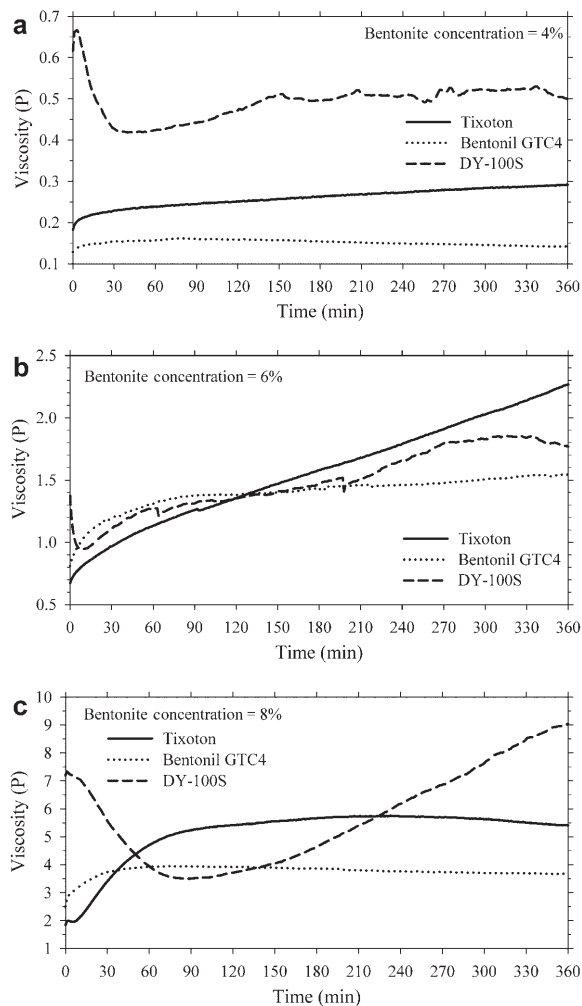 a
Bentonite concentration = 4%
0.7
0.6
0.5
0.4
0.3
0.2
0.1
Viscosity (P)
Tixoton
Bentonil GTC4
DY-100S
0 30 60 90 120 150 180 210 240 270 300 330 360
Time (min)
b
Bentonite concentration = 6%
2.5
2.0
1.5
1.0
0.5
Viscosity (P)
Tixoton
Bentonil GTC4
DY-100S
0 30 60 90 120 150 180 210 240 270 300 330 360
Time (min)
c
Bentonite concentration = 8%
Tixoton
Bentonil GTC4
DY-100S
10
9
8
7
6
5
4
3
2
1
Viscosity (P)
0 30 60 90 120 150 180 210 240 270 300 330 360
Time (min)